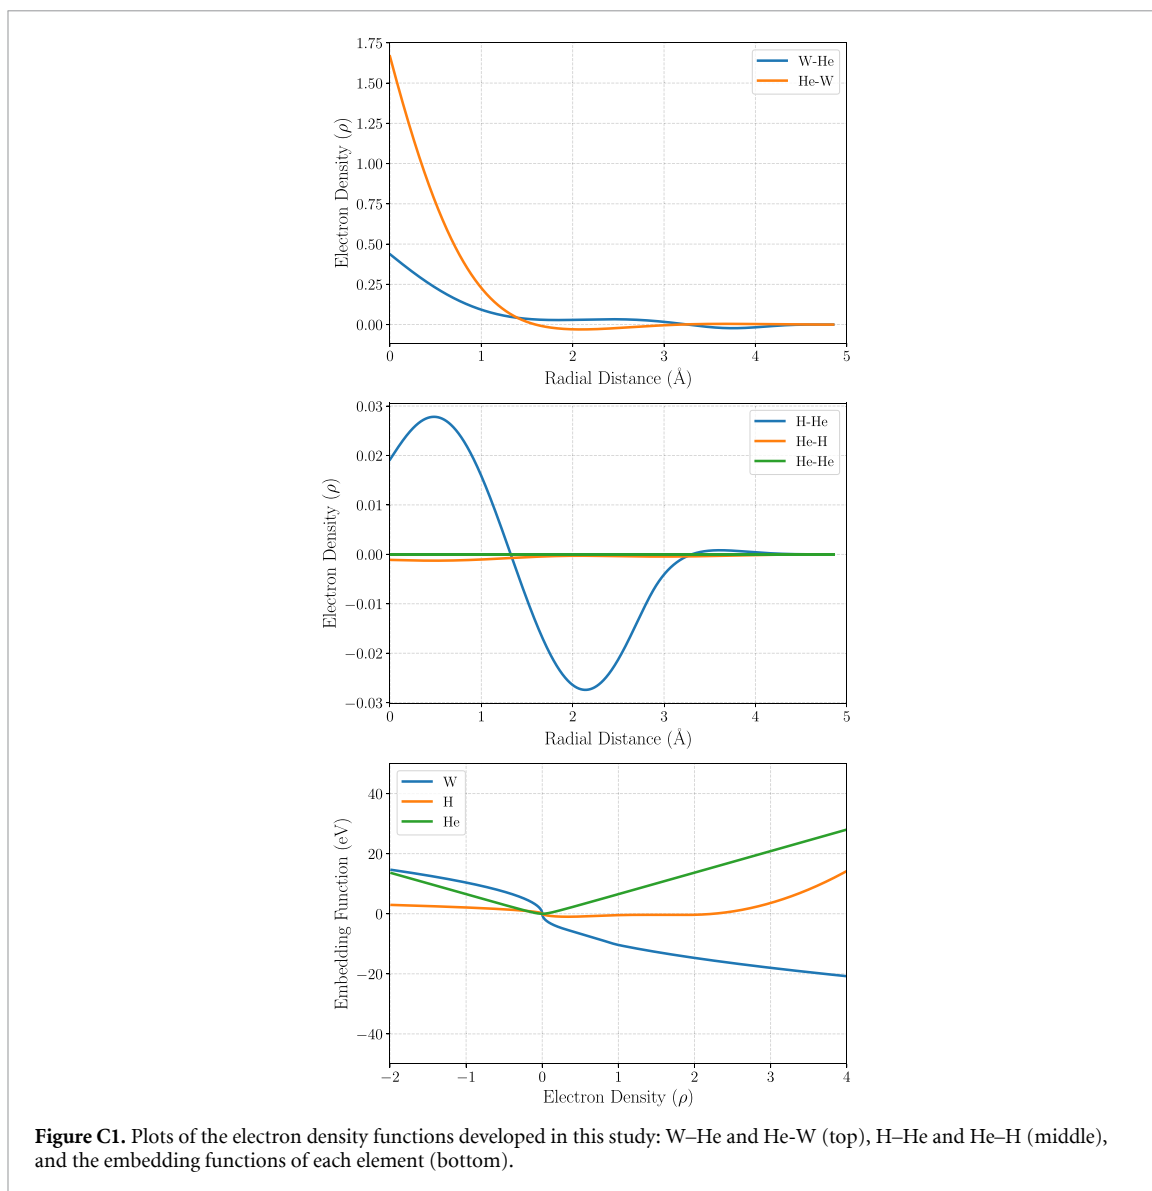 1.75
1.50
1.25
1.00
0.75
0.50
0.25
0.00
Electron Density (ρ)
W-He
He-W
0 1 2 3 4 5
Radial Distance (Å)
0.03
0.02
0.01
0.00
−0.01
−0.02
−0.03
Electron Density (ρ)
H-He
He-H
He-He
0 1 2 3 4 5
Radial Distance (Å)
40
20
0
−20
−40
Embedding Function (eV)
W
H
He
−2 −1 0 1 2 3 4
Electron Density (ρ)
Figure C1. Plots of the electron density functions developed in this study: W–He and He-W (top), H–He and He–H (middle),
and the embedding functions of each element (bottom).